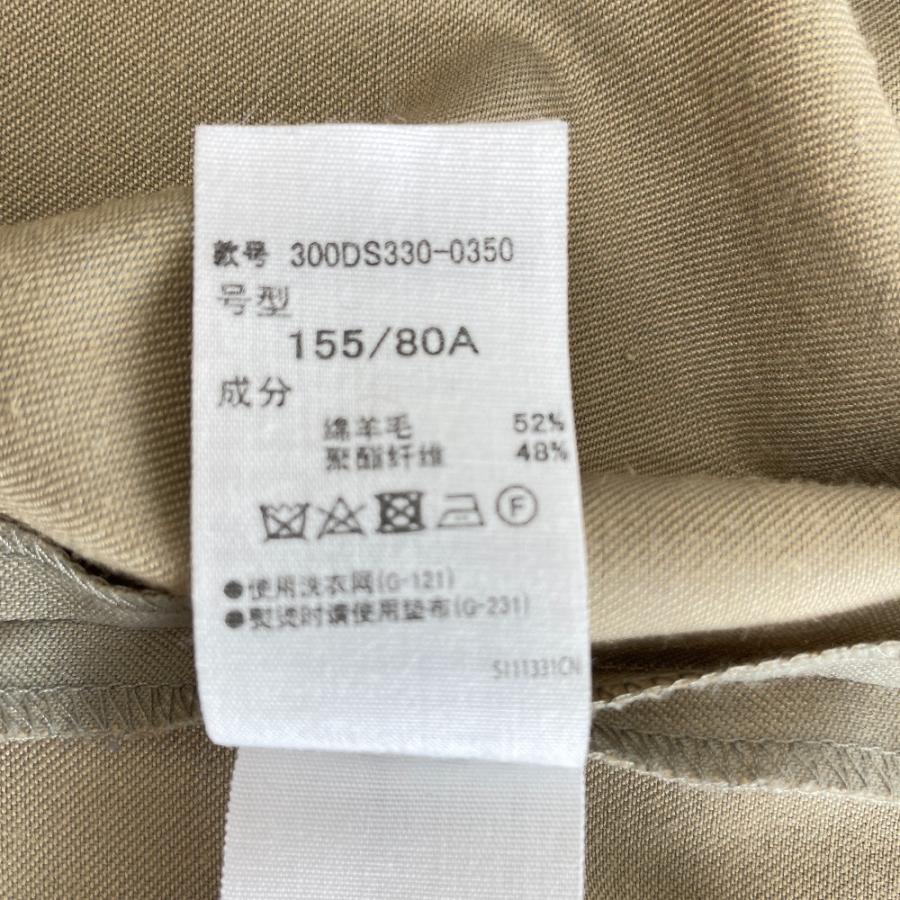 款号 300DS330-0350
号型
155/80A
成分
绵羊毛 52%
聚酯纤维 48%
F
●使用洗衣网(G-121)
●熨烫时请使用垫布(G-231)
S111331CN